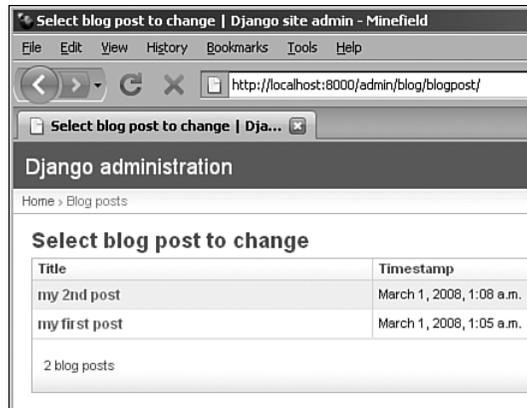 Select blog post to change | Django site admin - Minefield
File Edit View History Bookmarks Tools Help
http://localhost:8000/admin/blog/blogpost/
Select blog post to change | Dja...
Django administration
Home › Blog posts
Select blog post to change
Title Timestamp
my 2nd post March 1, 2008, 1:08 a.m.
my first post March 1, 2008, 1:05 a.m.
2 blog posts